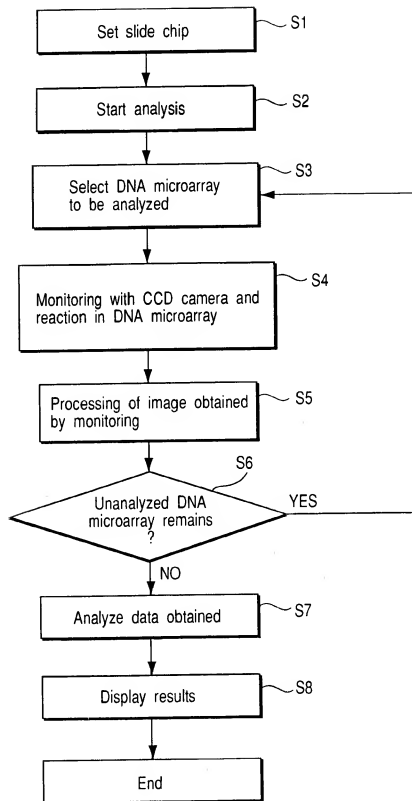 Set slide chip
S1
Start analysis
S2
Select DNA microarray
to be analyzed
S3
Monitoring with CCD camera and
reaction in DNA microarray
S4
Processing of image obtained
by monitoring
S5
S6
Unanalyzed DNA
microarray remains
?
YES
NO
Analyze data obtained
S7
Display results
S8
End